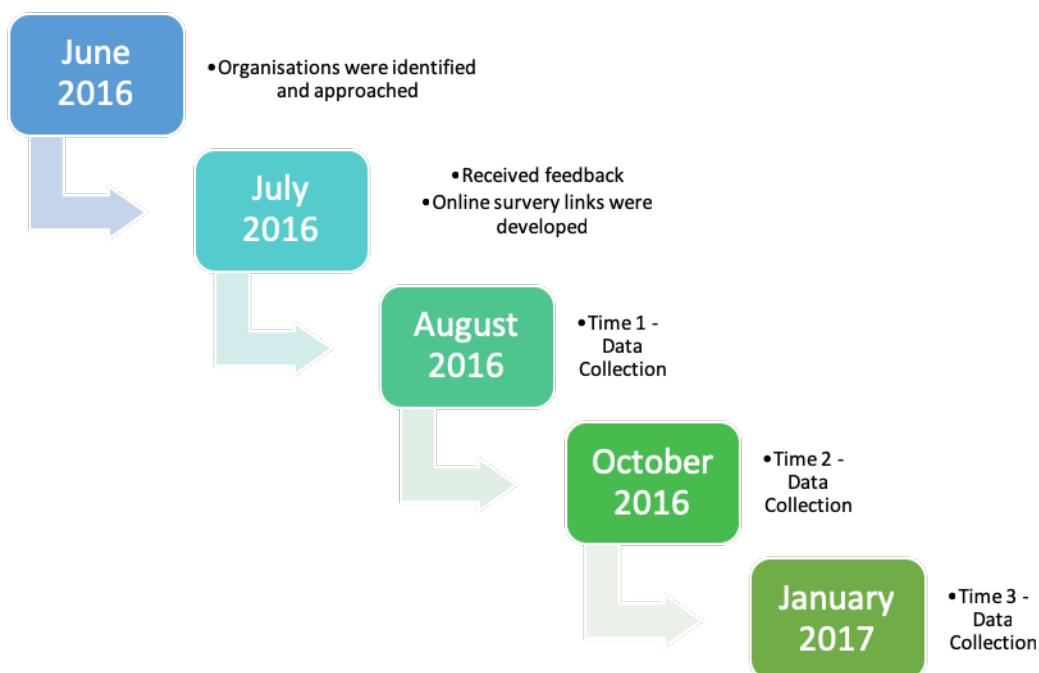 June
2016
•Organisations were identified
and approached
July
2016
•Received feedback
•Online survery links were
developed
August
2016
•Time 1 -
Data
Collection
October
2016
•Time 2 -
Data
Collection
January
2017
•Time 3 -
Data
Collection